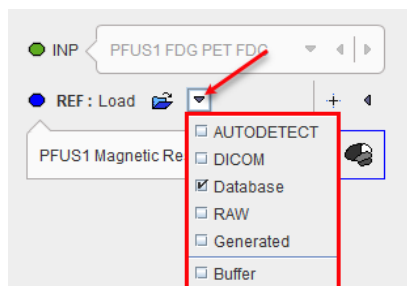 INP PFUS1 FDG PET FDG
REF : Load
PFUS1 Magnetic Re
AUTODETECT
DICOM
Database
RAW
Generated
Buffer